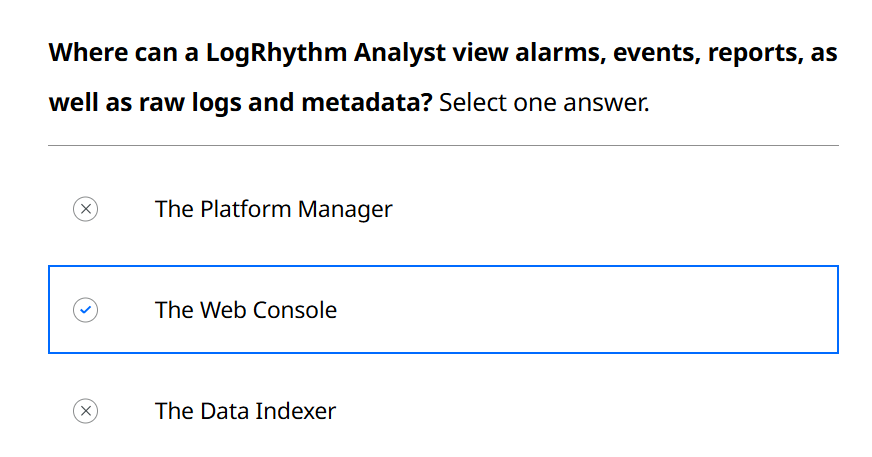 Where can a LogRhythm Analyst view alarms, events, reports, as
well as raw logs and metadata? Select one answer.
The Platform Manager
The Web Console
The Data Indexer